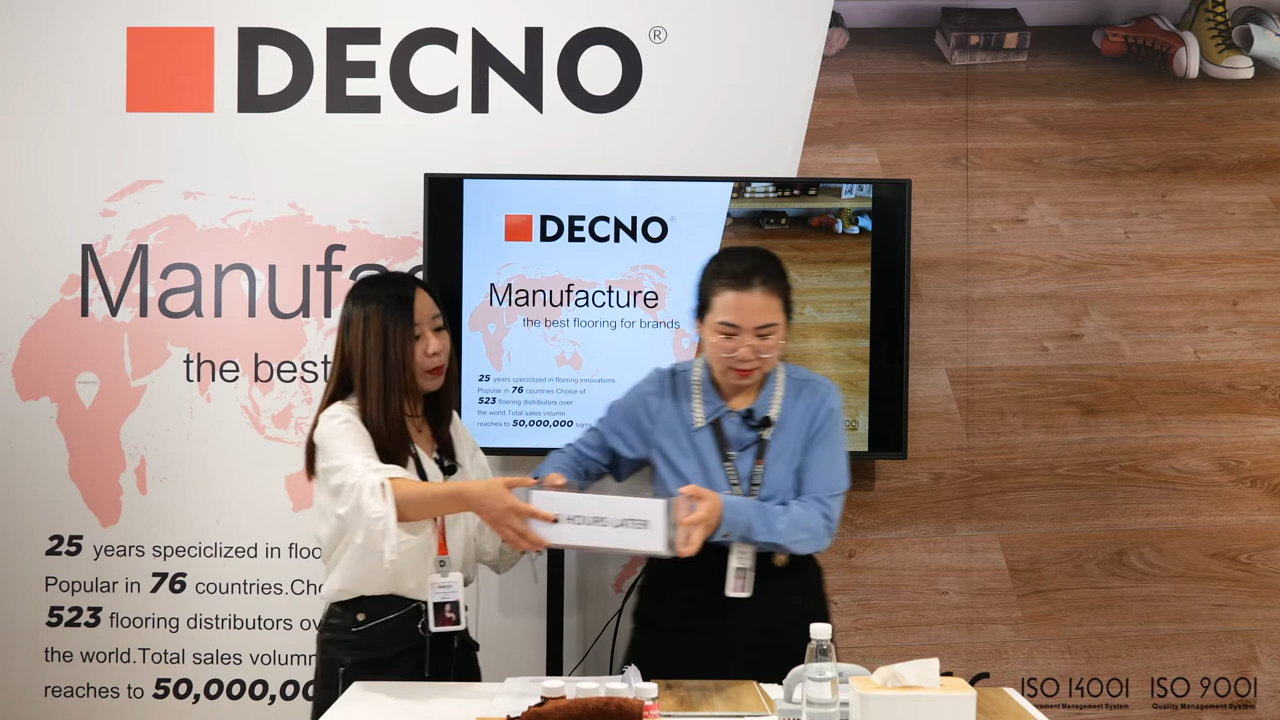 DECNO®
Manufac
the best
25 years speciclized in floo
Popular in 76 countries.Cho
523 flooring distributors ov
the world.Total sales volumn
reaches to 50,000,00
DECNO
Manufacture
the best flooring for brands
25 years speciclized in flooring innovations
Popular in 76 countries.Choice of
523 flooring distributors over
the world.Total sales volumn
reaches to 50,000,000 sqm
HOURS LATER
ISO 14001
Management System
ISO 9001
Quality Management System